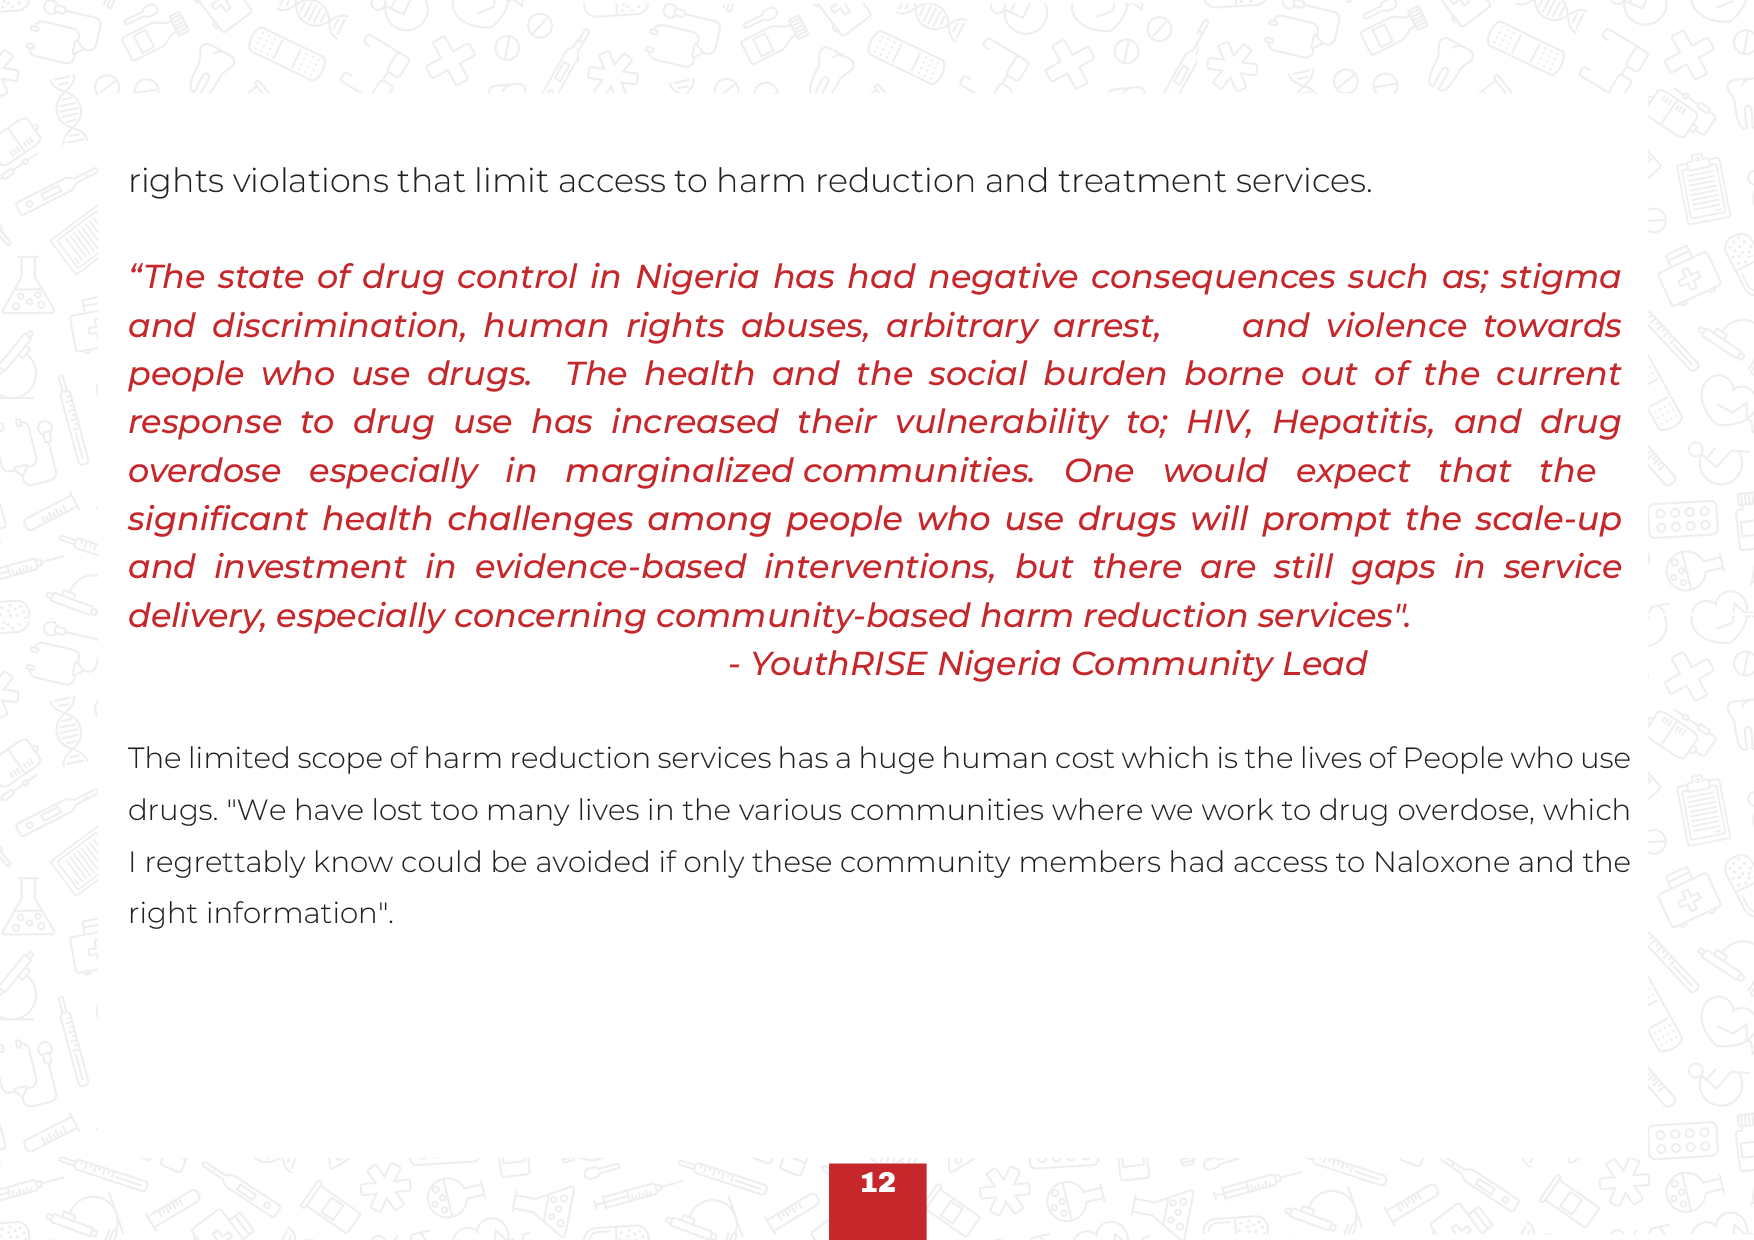 rights violations that limit access to harm reduction and treatment services.
“The state of drug control in Nigeria has had negative consequences such as; stigma
and discrimination, human rights abuses, arbitrary arrest, and violence towards
people who use drugs. The health and the social burden borne out of the current
response to drug use has increased their vulnerability to; HIV, Hepatitis, and drug
overdose especially in marginalized communities. One would expect that the
significant health challenges among people who use drugs will prompt the scale-up
and investment in evidence-based interventions, but there are still gaps in service
delivery, especially concerning community-based harm reduction services".
- YouthRISE Nigeria Community Lead
The limited scope of harm reduction services has a huge human cost which is the lives of People who use
drugs. "We have lost too many lives in the various communities where we work to drug overdose, which
I regrettably know could be avoided if only these community members had access to Naloxone and the
right information".
12